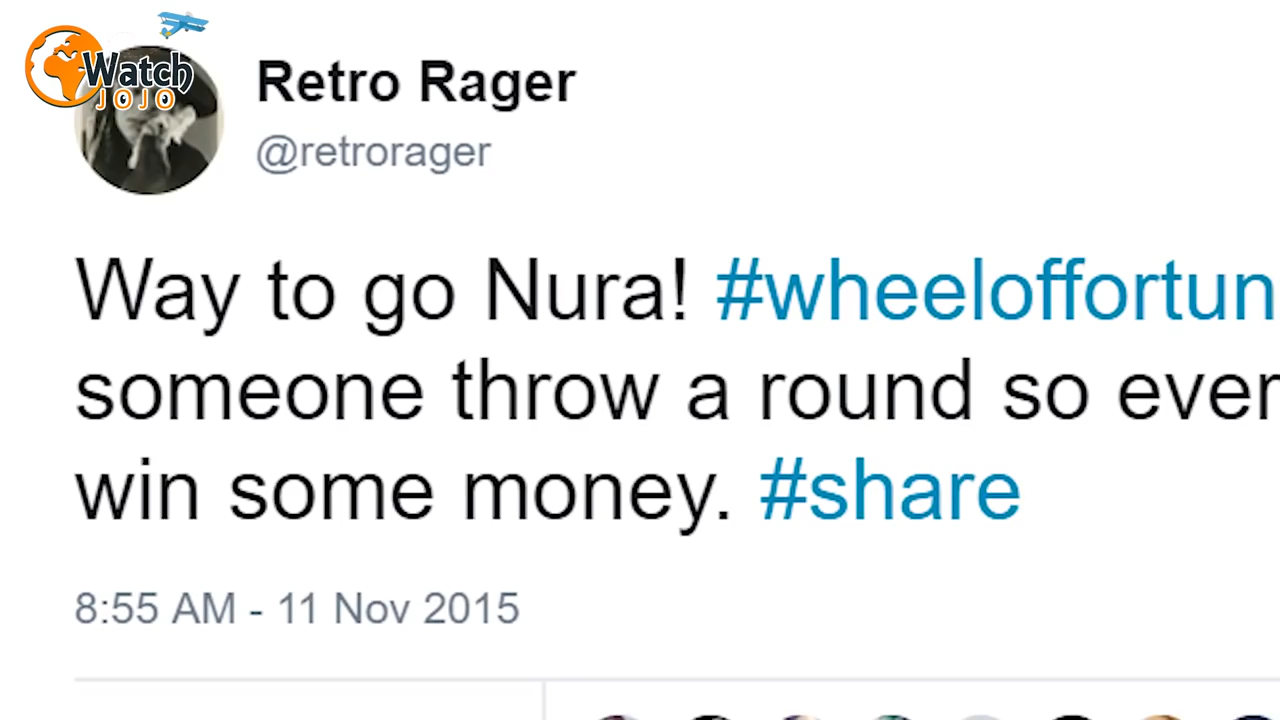 Watch
JOJO
Retro Rager
@retrorager
Way to go Nura! #wheeloffortun
someone throw a round so ever
win some money. #share
8:55 AM - 11 Nov 2015